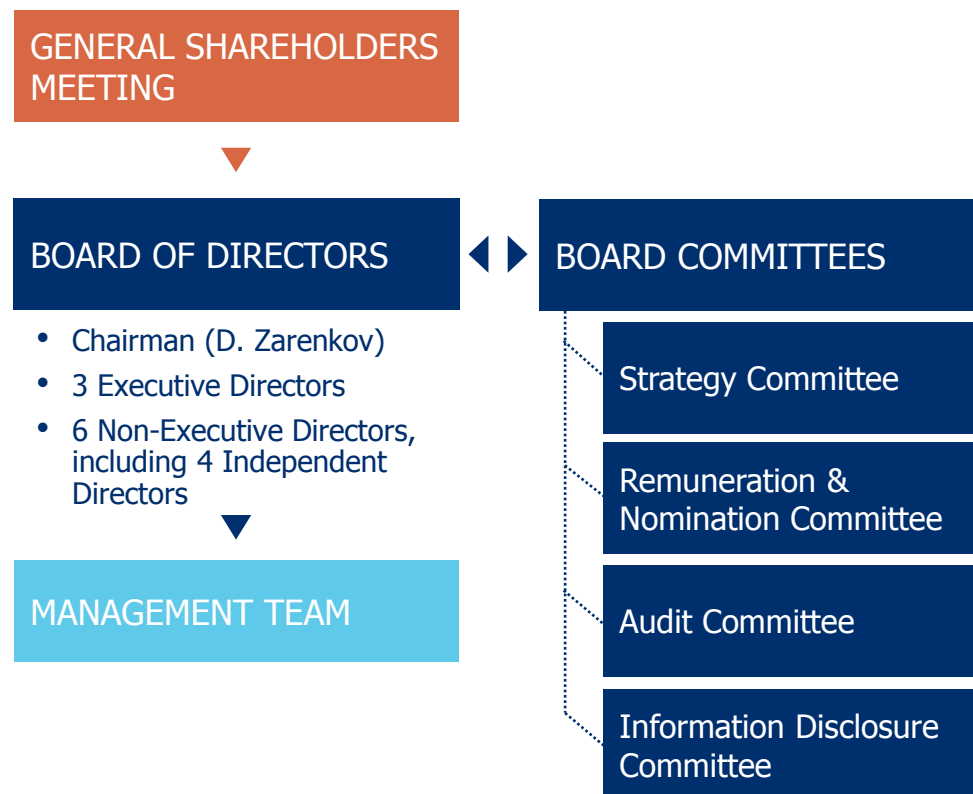 GENERAL SHAREHOLDERS
MEETING
BOARD OF DIRECTORS
• Chairman (D. Zarenkov)
• 3 Executive Directors
• 6 Non-Executive Directors,
including 4 Independent
Directors
MANAGEMENT TEAM
BOARD COMMITTEES
Strategy Committee
Remuneration &
Nomination Committee
Audit Committee
Information Disclosure
Committee